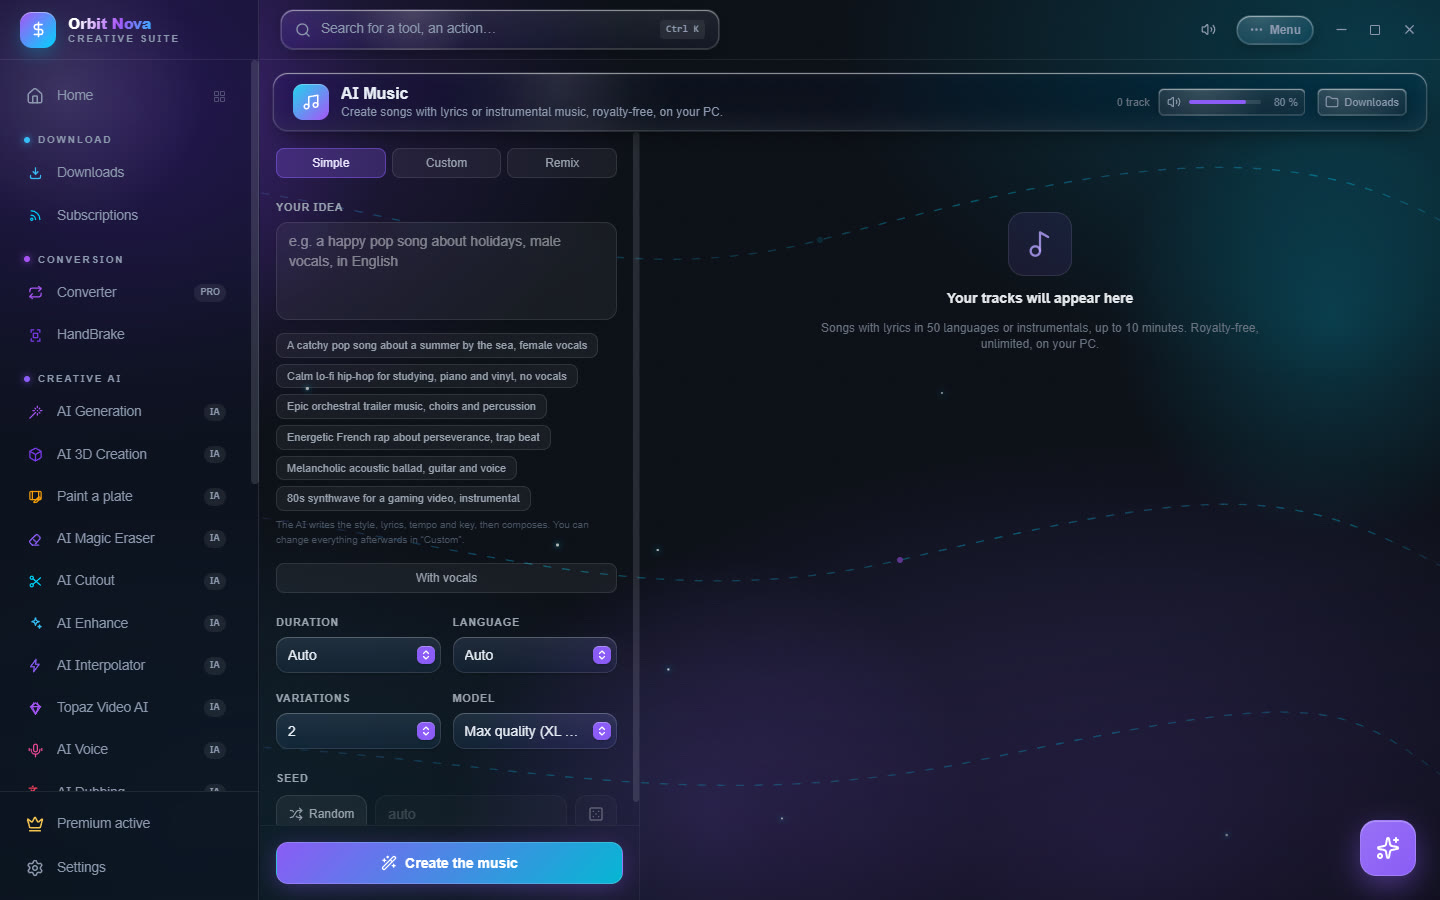 Orbit Nova
CREATIVE SUITE
Search for a tool, an action...
Ctrl K
Menu
Home
DOWNLOAD
Downloads
Subscriptions
CONVERSION
Converter
PRO
HandBrake
CREATIVE AI
AI Generation
IA
AI 3D Creation
IA
Paint a plate
IA
AI Magic Eraser
IA
AI Cutout
IA
AI Enhance
IA
AI Interpolator
IA
Topaz Video AI
IA
AI Voice
IA
AI Dubbing
IA
Premium active
Settings
AI Music
Create songs with lyrics or instrumental music, royalty-free, on your PC.
0 track
80 %
Downloads
Simple
Custom
Remix
YOUR IDEA
e.g. a happy pop song about holidays, male
vocals, in English
A catchy pop song about a summer by the sea, female vocals
Calm lo-fi hip-hop for studying, piano and vinyl, no vocals
Epic orchestral trailer music, choirs and percussion
Energetic French rap about perseverance, trap beat
Melancholic acoustic ballad, guitar and voice
80s synthwave for a gaming video, instrumental
The AI writes the style, lyrics, tempo and key, then composes. You can
change everything afterwards in "Custom".
With vocals
DURATION
LANGUAGE
Auto
Auto
VARIATIONS
MODEL
2
Max quality (XL ...
SEED
Random
auto
Create the music
Your tracks will appear here
Songs with lyrics in 50 languages or instrumentals, up to 10 minutes. Royalty-free,
unlimited, on your PC.